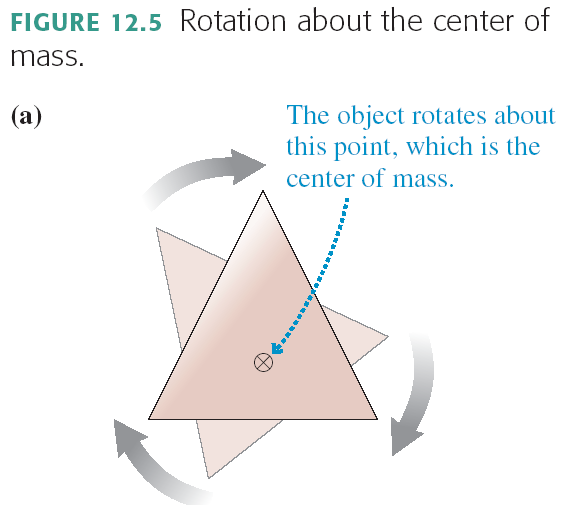 FIGURE 12.5 Rotation about the center of
mass.
(a)
The object rotates about
this point, which is the
center of mass.